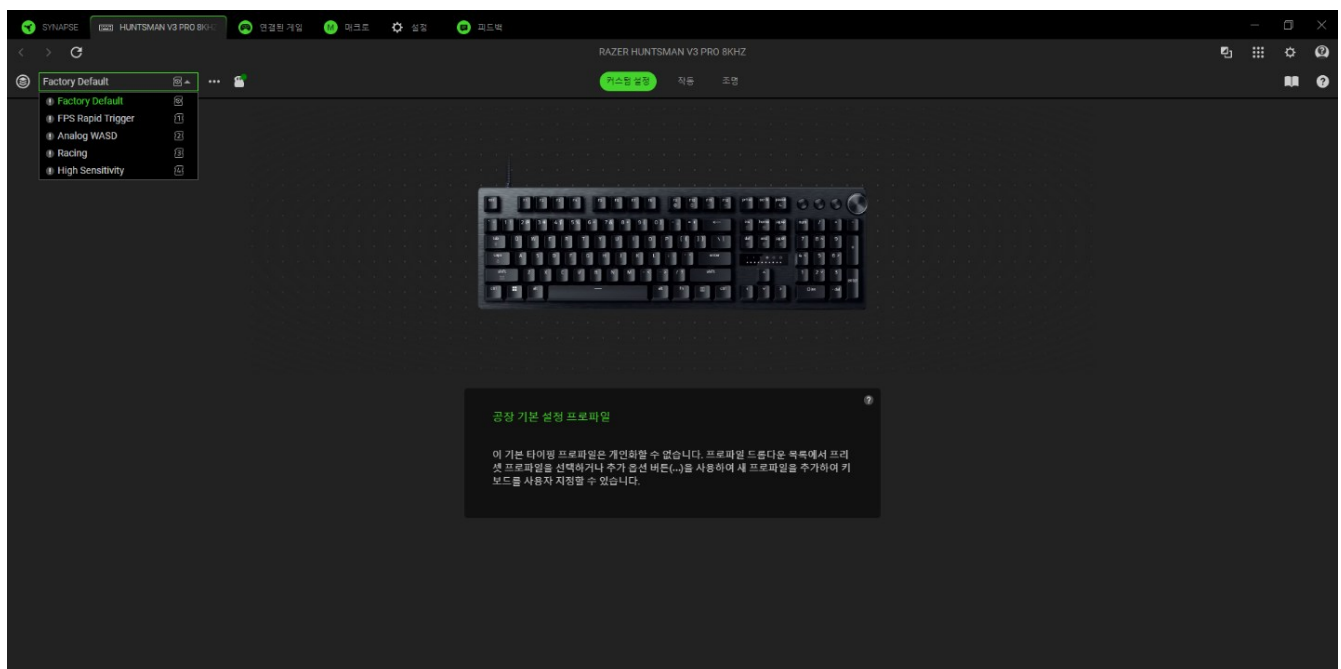 SYNAPSE
HUNTSMAN V3 PRO 8KHZ
연결된 게임
M 매크로
설정
피드백
RAZER HUNTSMAN V3 PRO 8KHZ
Factory Default
커스텀 설정
작동
조명
Factory Default
FPS Rapid Trigger 1
Analog WASD 2
Racing 3
High Sensitivity 4
공장 기본 설정 프로파일
이 기본 타이핑 프로파일은 개인화할 수 없습니다. 프로파일 드롭다운 목록에서 프리
셋 프로파일을 선택하거나 추가 옵션 버튼(...)을 사용하여 새 프로파일을 추가하여 키
보드를 사용자 지정할 수 있습니다.